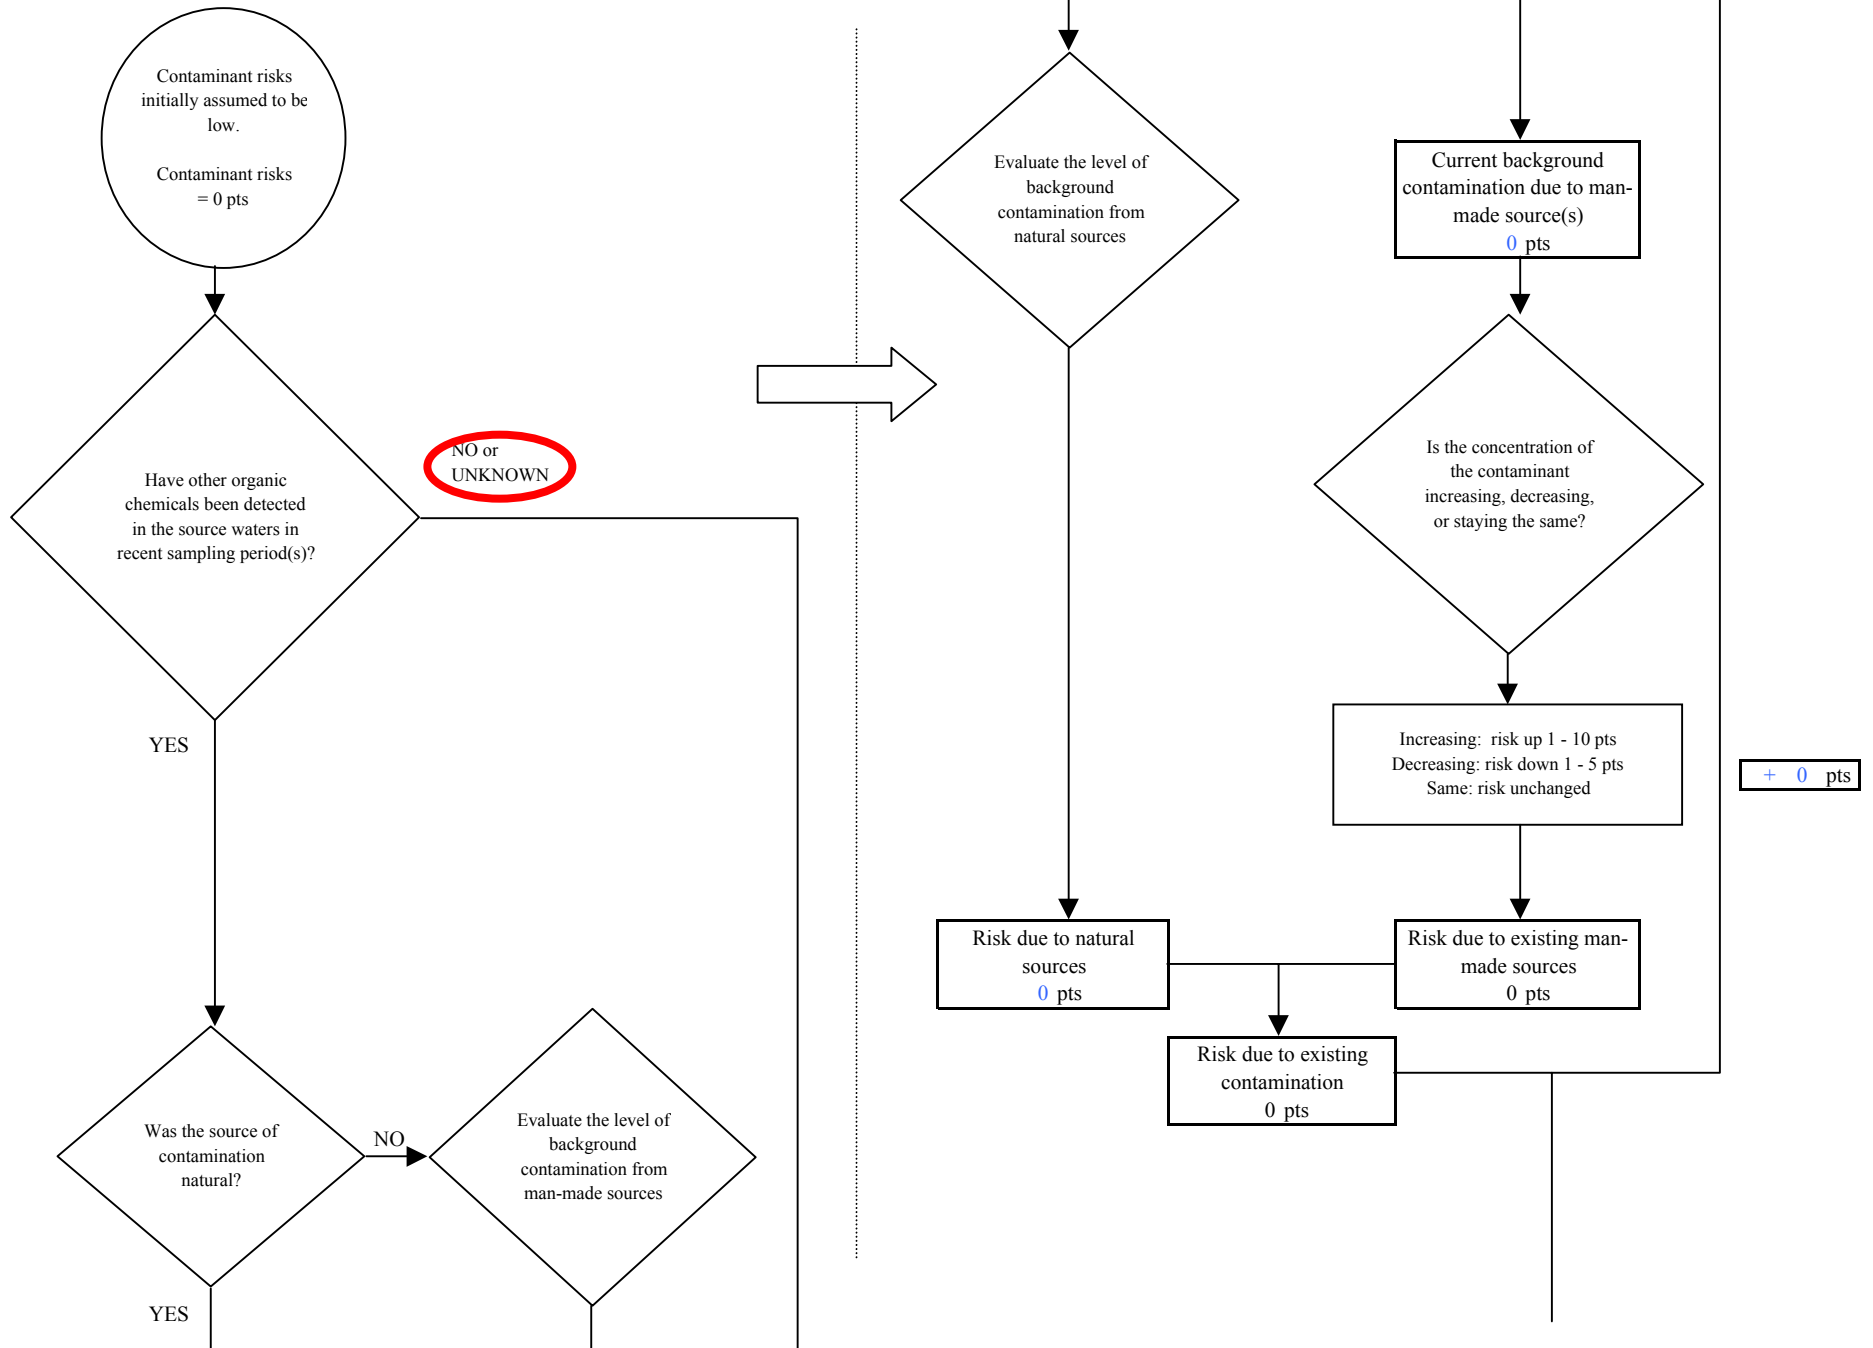 Contaminant risks
initially assumed to be
low.
Contaminant risks
= 0 pts
Have other organic
chemicals been detected
in the source waters in
recent sampling period(s)?
NO or
UNKNOWN
YES
Was the source of
contamination
natural?
NO
Evaluate the level of
background
contamination from
man-made sources
YES
Evaluate the level of
background
contamination from
natural sources
Current background
contamination due to man-
made source(s)
0 pts
Is the concentration of
the contaminant
increasing, decreasing,
or staying the same?
Increasing: risk up 1 - 10 pts
Decreasing: risk down 1 - 5 pts
Same: risk unchanged
+ 0 pts
Risk due to natural
sources
0 pts
Risk due to existing man-
made sources
0 pts
Risk due to existing
contamination
0 pts